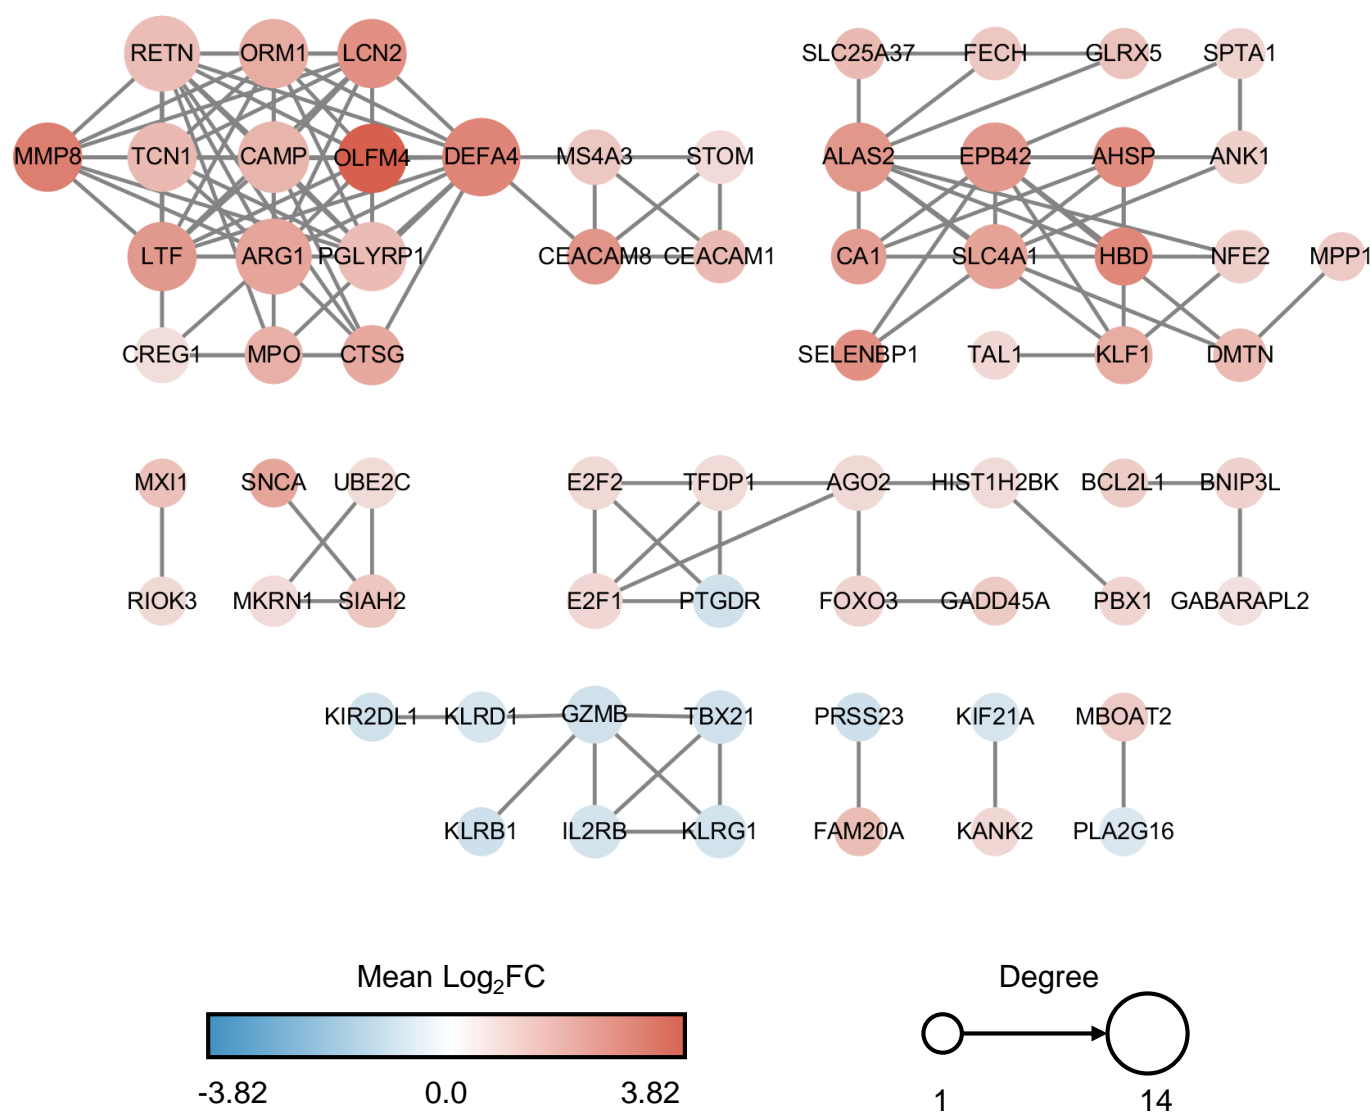 RETN ORM1 LCN2 SLC25A37 FECH GLRX5 SPTA1
MMP8 TCN1 CAMP OLFM4 DEFA4 MS4A3 STOM ALAS2 EPB42 AHSP ANK1
LTF ARG1 PGLYRP1 CEACAM8 CEACAM1 CA1 SLC4A1 HBD NFE2 MPP1
CREG1 MPO CTSG SELENBP1 TAL1 KLF1 DMTN
MXI1 SNCA UBE2C E2F2 TFDP1 AGO2 HIST1H2BK BCL2L1 BNIP3L
RIOK3 MKRN1 SIAH2 E2F1 PTGDR FOXO3 GADD45A PBX1 GABARAPL2
KIR2DL1 KLRD1 GZMB TBX21 PRSS23 KIF21A MBOAT2
KLRB1 IL2RB KLRG1 FAM20A KANK2 PLA2G16
Mean Log₂FC Degree
-3.82 0.0 3.82 1 14